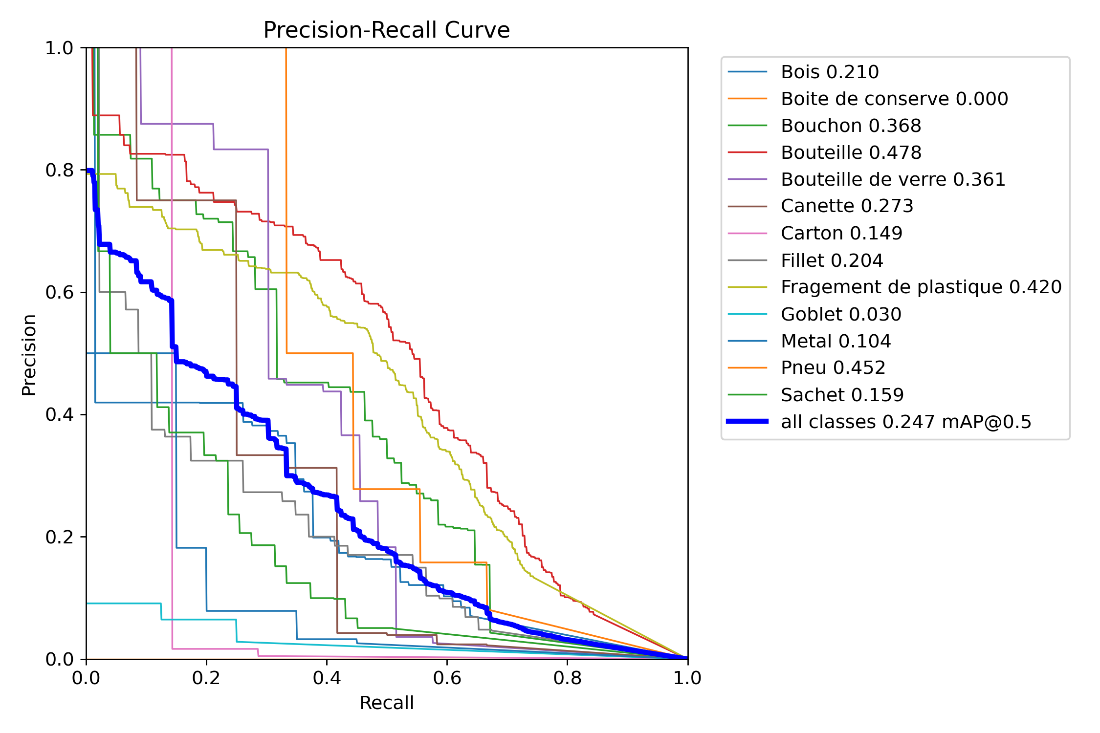 Precision-Recall Curve
1.0
0.8
0.6
0.4
0.2
0.0
Precision
0.0 0.2 0.4 0.6 0.8 1.0
Recall
Bois 0.210
Boite de conserve 0.000
Bouchon 0.368
Bouteille 0.478
Bouteille de verre 0.361
Canette 0.273
Carton 0.149
Fillet 0.204
Fragement de plastique 0.420
Goblet 0.030
Metal 0.104
Pneu 0.452
Sachet 0.159
all classes 0.247 mAP@0.5